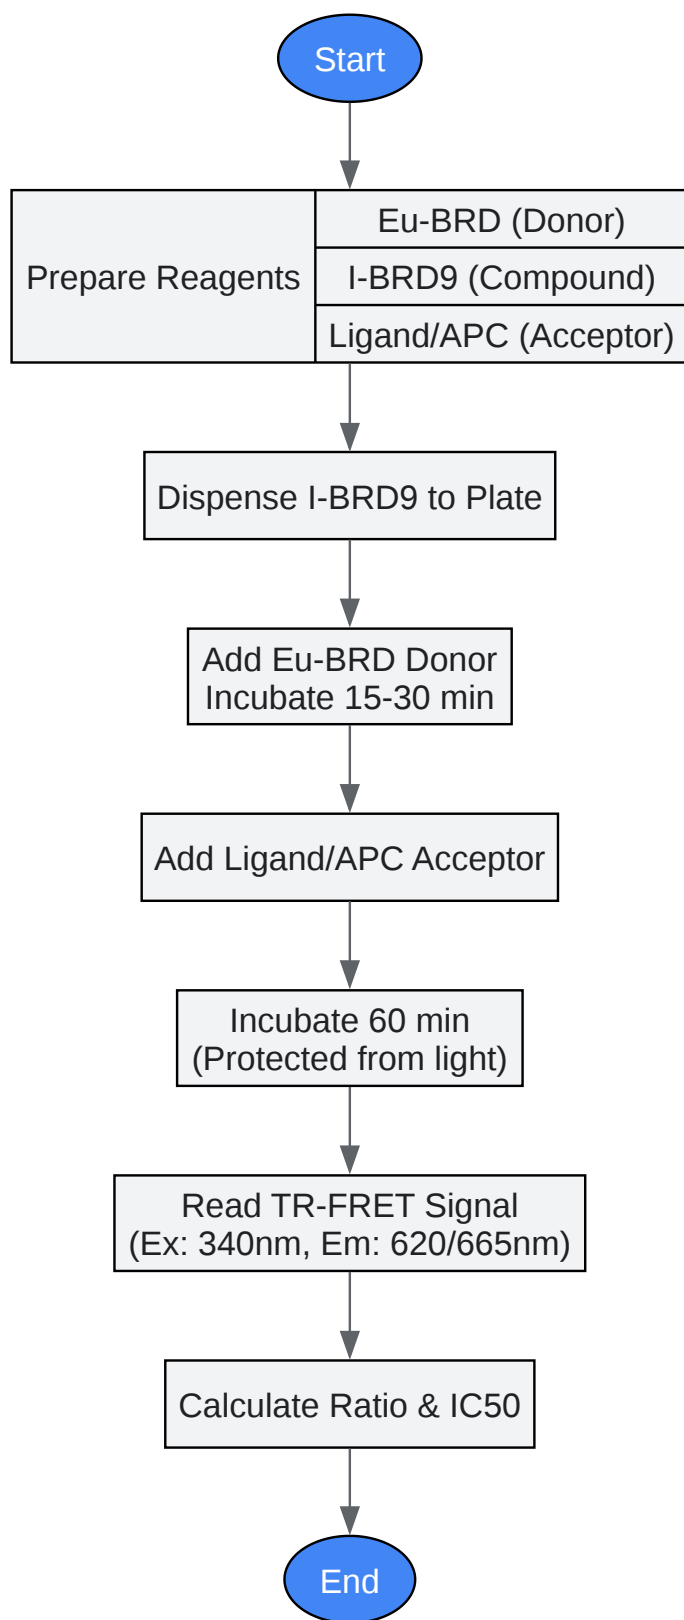 Start
Prepare Reagents
Eu-BRD (Donor)
I-BRD9 (Compound)
Ligand/APC (Acceptor)
Dispense I-BRD9 to Plate
Add Eu-BRD Donor
Incubate 15-30 min
Add Ligand/APC Acceptor
Incubate 60 min
(Protected from light)
Read TR-FRET Signal
(Ex: 340nm, Em: 620/665nm)
Calculate Ratio & IC50
End